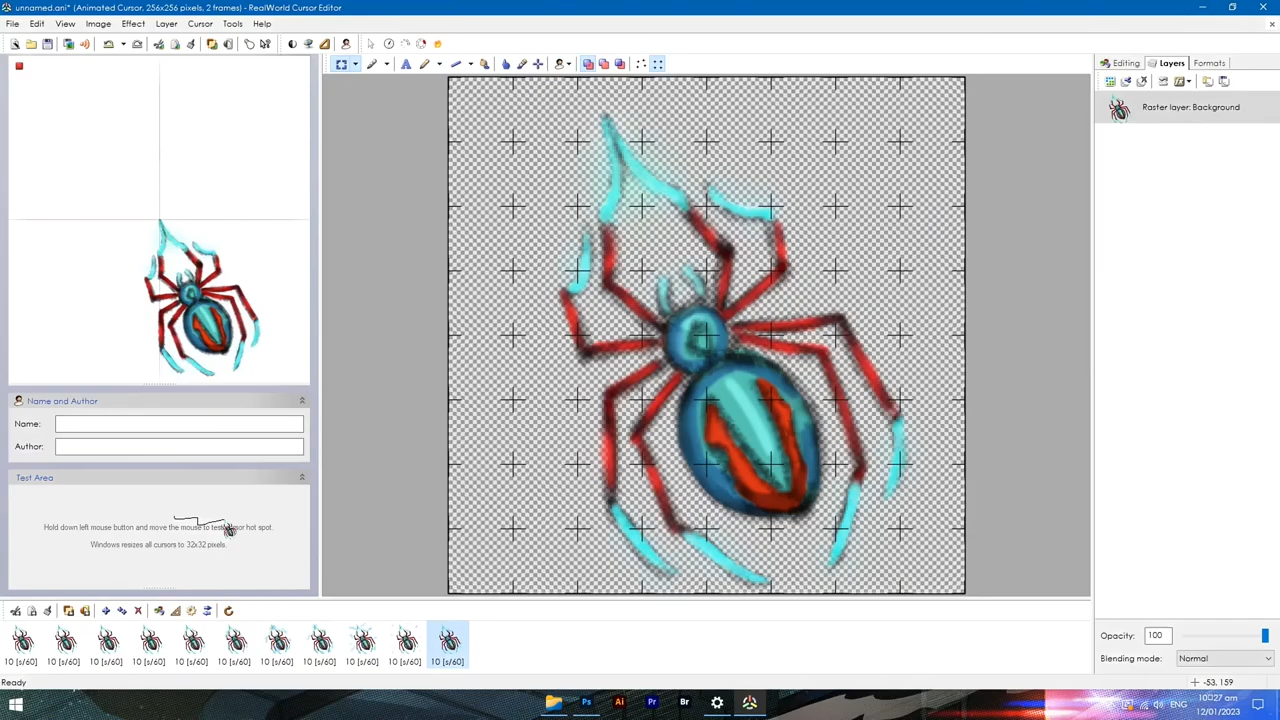 unnamed.ani* (Animated Cursor, 256x256 pixels, 2 frames) - RealWorld Cursor Editor
File Edit View Image Effect Layer Cursor Tools Help
Editing Layers Formats
Raster layer: Background
Name and Author
Name:
Author:
Test Area
Hold down left mouse button and move the mouse to test cursor hot spot.
Windows resizes all cursors to 32x32 pixels.
10 [s/60] 10 [s/60] 10 [s/60] 10 [s/60] 10 [s/60] 10 [s/60] 10 [s/60] 10 [s/60] 10 [s/60] 10 [s/60] 10 [s/60]
Opacity: 100
Blending mode: Normal
Ready
-53, 159
Ps Ai Pr Br
ENG
10:27 am
12/01/2023